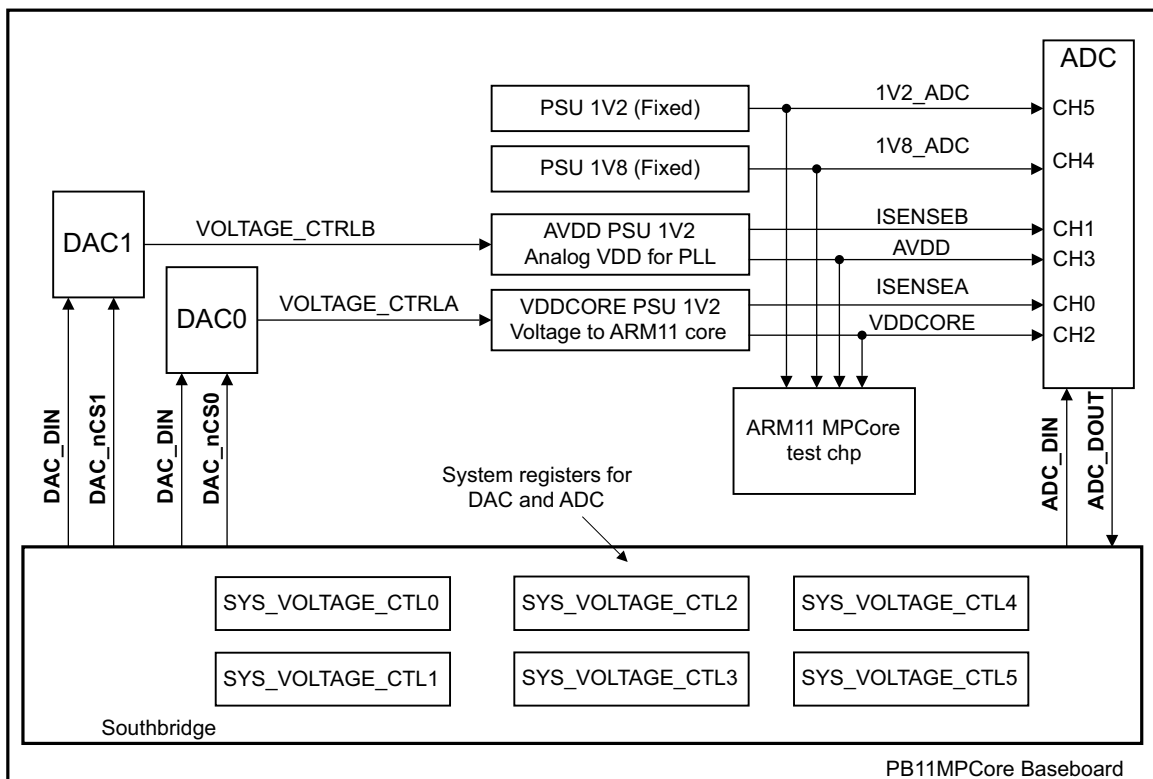 ADC
PSU 1V2 (Fixed)
1V2_ADC
CH5
PSU 1V8 (Fixed)
1V8_ADC
CH4
DAC1
VOLTAGE_CTRLB
AVDD PSU 1V2
Analog VDD for PLL
ISENSEB
CH1
AVDD
CH3
DAC0
VOLTAGE_CTRLA
VDDCORE PSU 1V2
Voltage to ARM11 core
ISENSEA
CH0
VDDCORE
CH2
DAC_DIN
DAC_nCS1
DAC_DIN
DAC_nCS0
ARM11 MPCore
test chp
ADC_DIN
ADC_DOUT
System registers for
DAC and ADC
SYS_VOLTAGE_CTL0
SYS_VOLTAGE_CTL2
SYS_VOLTAGE_CTL4
SYS_VOLTAGE_CTL1
SYS_VOLTAGE_CTL3
SYS_VOLTAGE_CTL5
Southbridge
PB11MPCore Baseboard